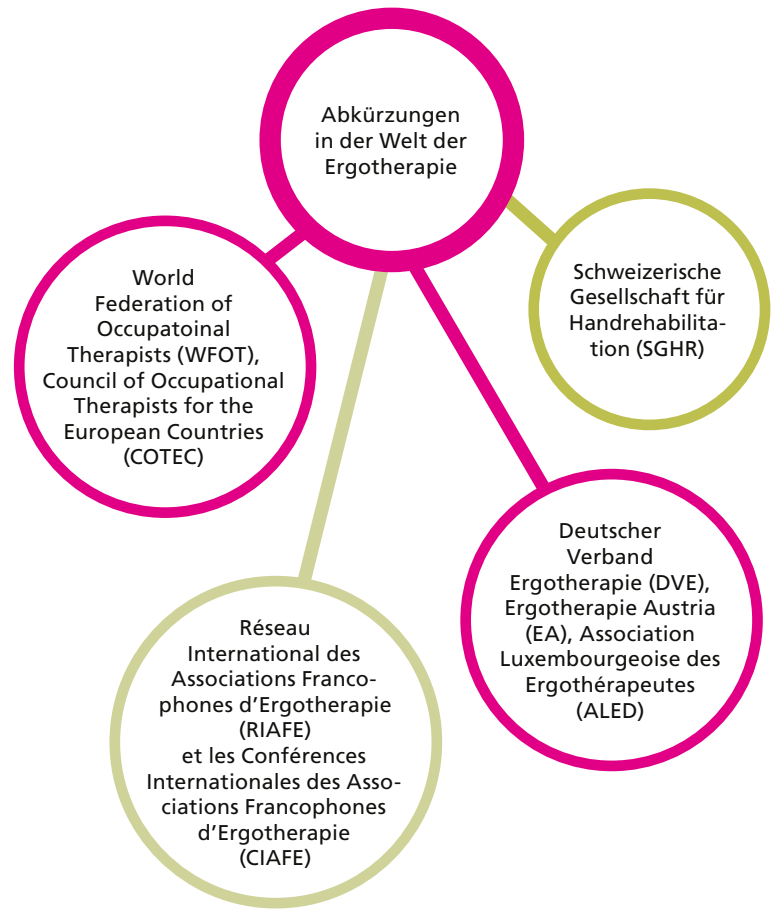 Abkürzungen
in der Welt der
Ergotherapie
World
Federation of
Occupatoinal
Therapists (WFOT),
Council of Occupational
Therapists for the
European Countries
(COTEC)
Schweizerische
Gesellschaft für
Handrehabilita-
tion (SGHR)
Réseau
International des
Associations Franco-
phones d’Ergotherapie
(RIAFE)
et les Conférences
Internationales des Asso-
ciations Francophones
d’Ergotherapie
(CIAFE)
Deutscher
Verband
Ergotherapie (DVE),
Ergotherapie Austria
(EA), Association
Luxembourgeoise des
Ergothérapeutes
(ALED)